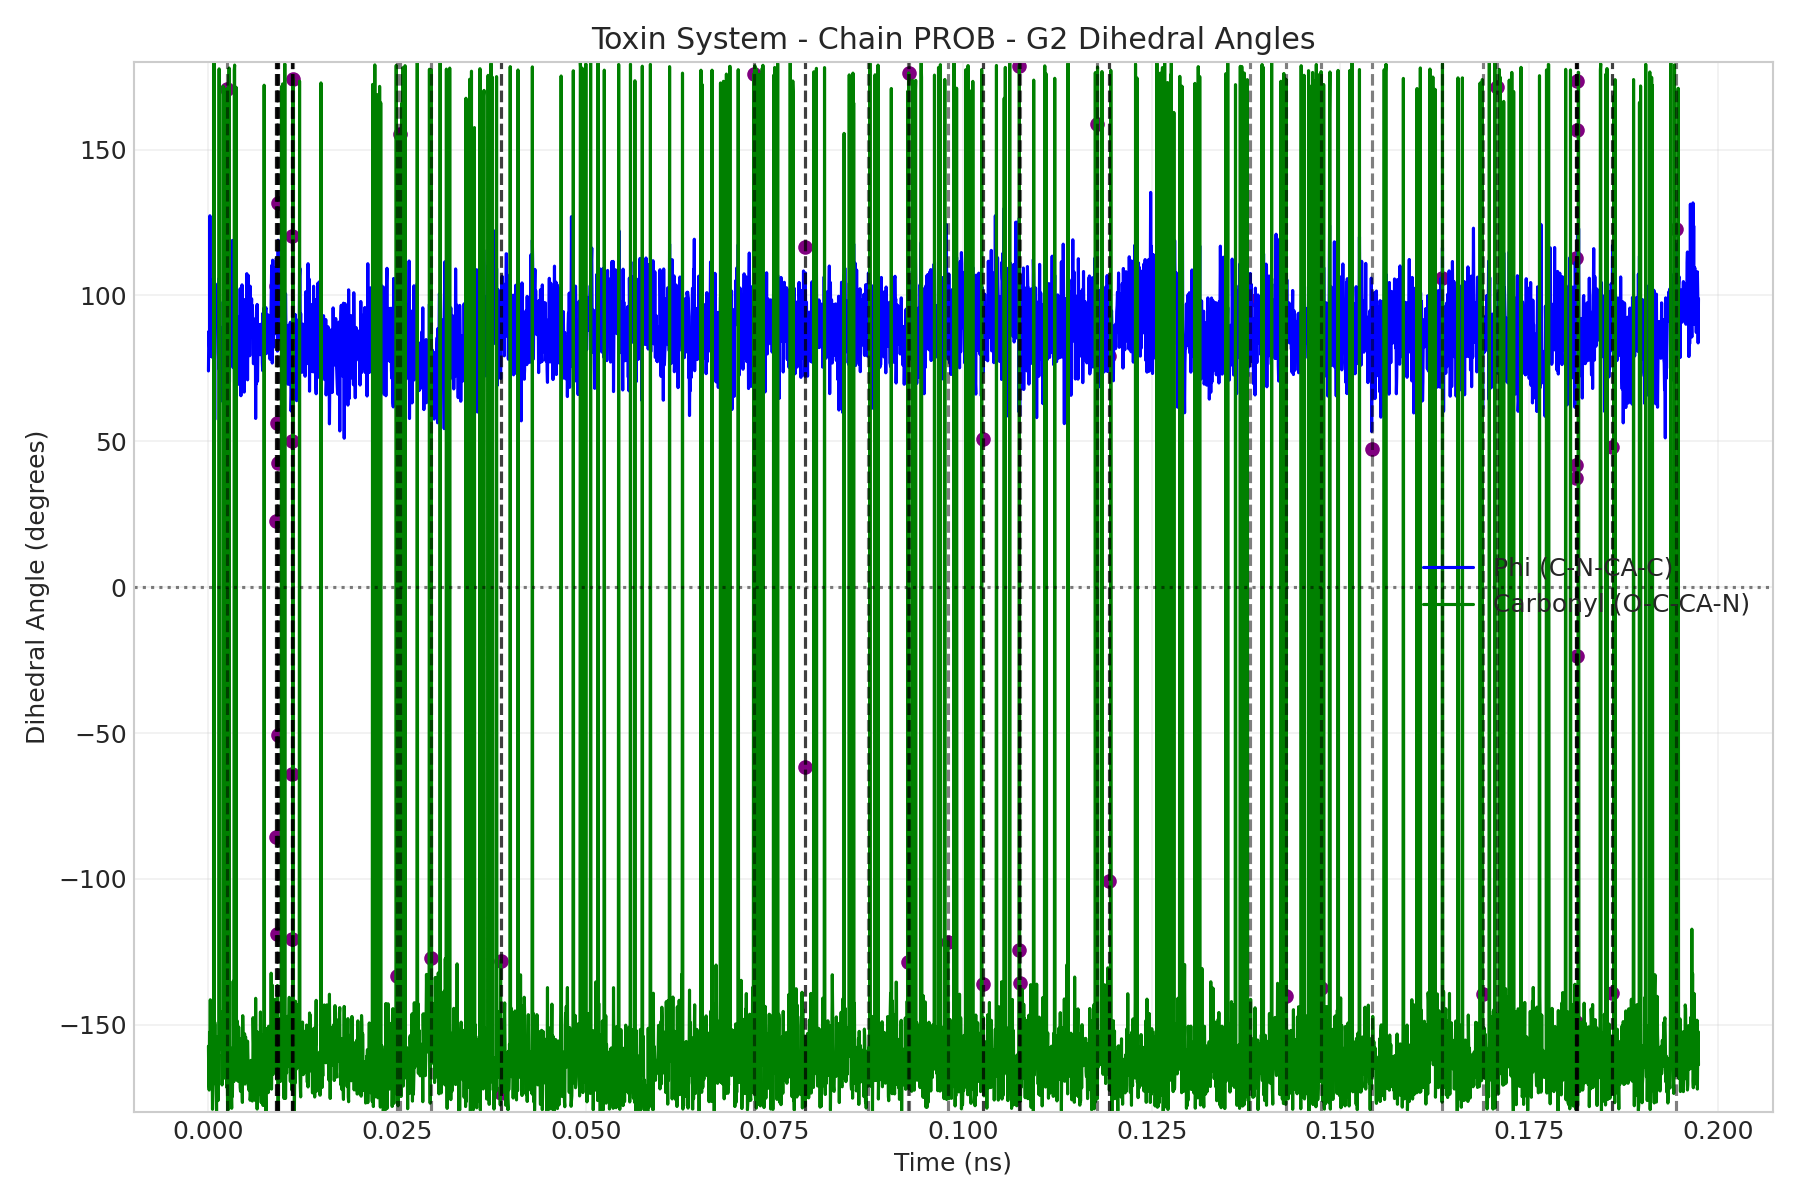 Toxin System - Chain PROB - G2 Dihedral Angles
150
100
50
0
−50
−100
−150
Dihedral Angle (degrees)
Phi (C-N-CA-C)
Carbonyl (O-C-CA-N)
0.000 0.025 0.050 0.075 0.100 0.125 0.150 0.175 0.200
Time (ns)